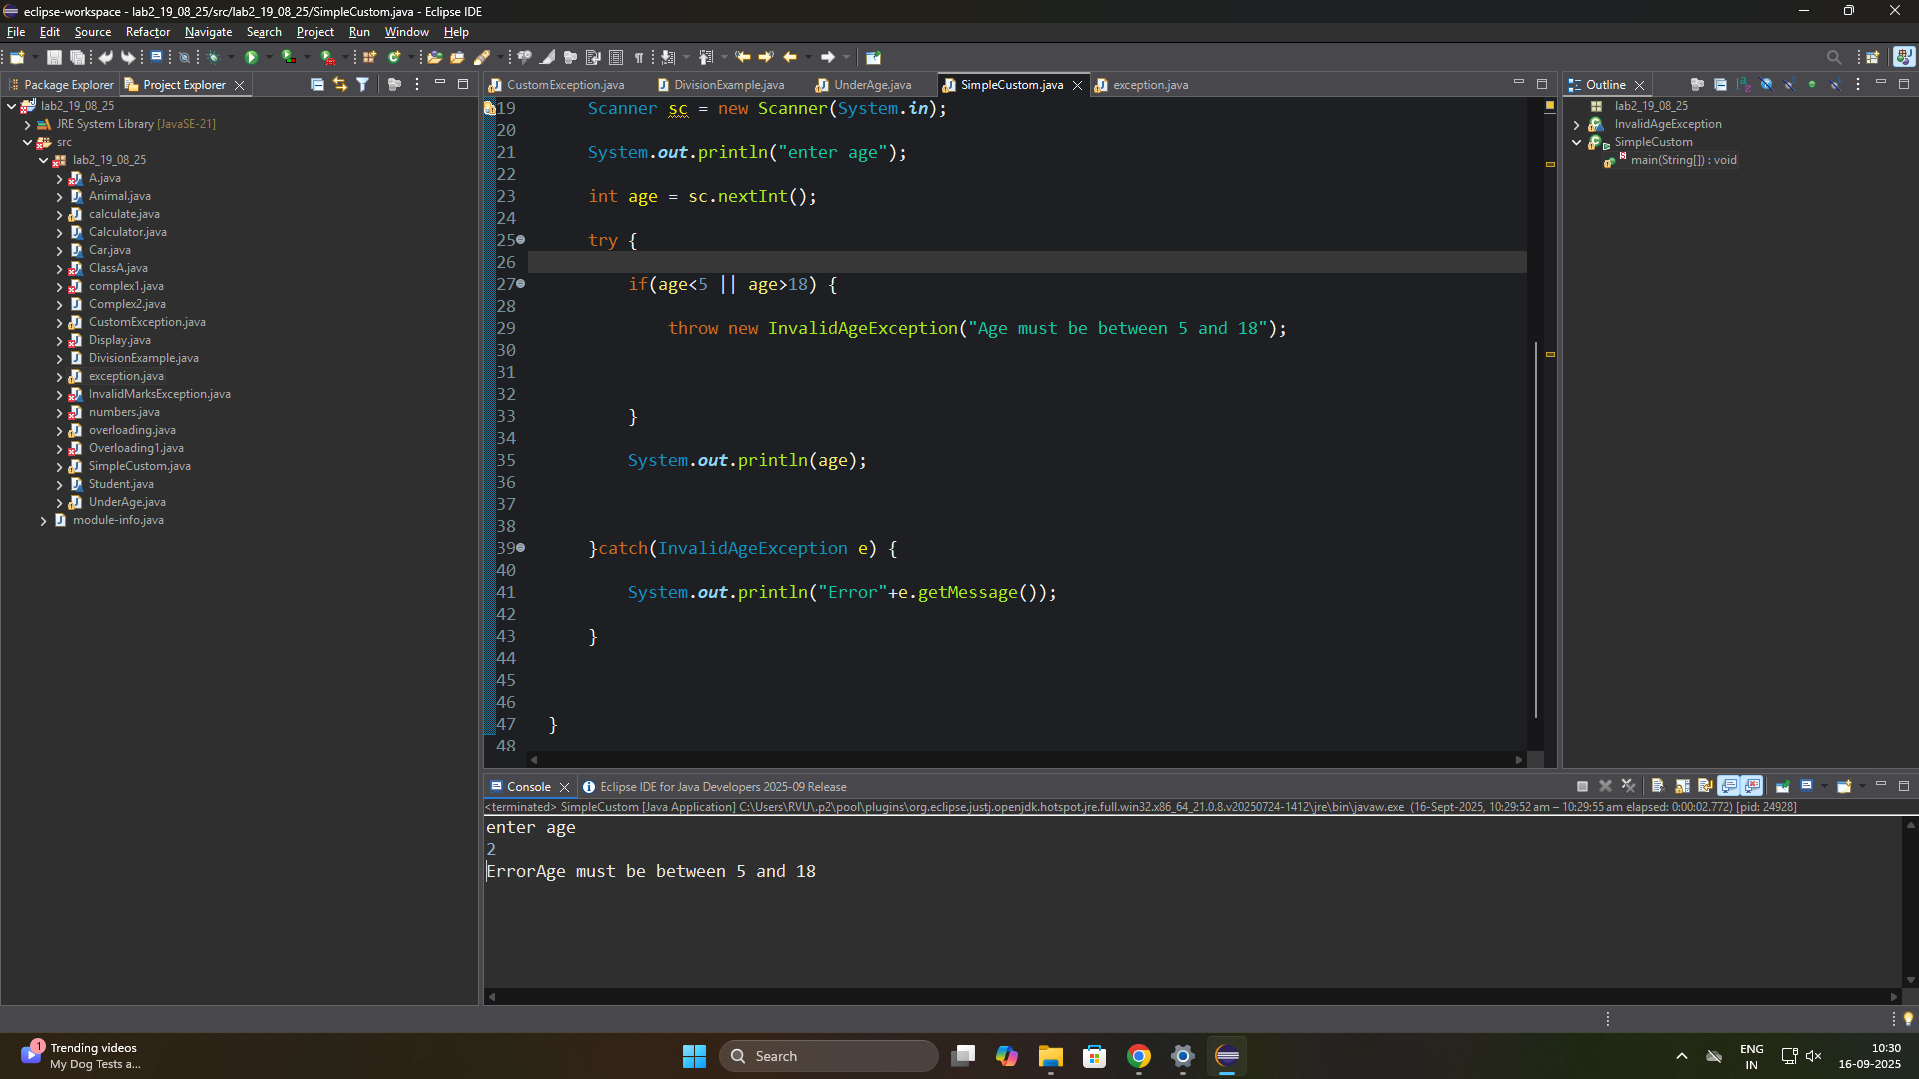 eclipse-workspace - lab2_19_08_25/src/lab2_19_08_25/SimpleCustom.java - Eclipse IDE
File Edit Source Refactor Navigate Search Project Run Window Help
Package Explorer Project Explorer
lab2_19_08_25
JRE System Library [JavaSE-21]
src
lab2_19_08_25
A.java
Animal.java
calculate.java
Calculator.java
Car.java
ClassA.java
complex1.java
Complex2.java
CustomException.java
Display.java
DivisionExample.java
exception.java
InvalidMarksException.java
numbers.java
overloading.java
Overloading1.java
SimpleCustom.java
Student.java
UnderAge.java
module-info.java
CustomException.java DivisionExample.java UnderAge.java SimpleCustom.java exception.java
19 Scanner sc = new Scanner(System.in);
20
21 System.out.println("enter age");
22
23 int age = sc.nextInt();
24
25 try {
26
27 if(age<5 || age>18) {
28
29 throw new InvalidAgeException("Age must be between 5 and 18");
30
31
32
33 }
34
35 System.out.println(age);
36
37
38
39 }catch(InvalidAgeException e) {
40
41 System.out.println("Error"+e.getMessage());
42
43 }
44
45
46
47 }
48
Outline
lab2_19_08_25
InvalidAgeException
SimpleCustom
main(String[]) : void
Console Eclipse IDE for Java Developers 2025-09 Release
<terminated> SimpleCustom [Java Application] C:\Users\RVU\.p2\pool\plugins\org.eclipse.justj.openjdk.hotspot.jre.full.win32.x86_64_21.0.8.v20250724-1412\jre\bin\javaw.exe (16-Sept-2025, 10:29:52 am – 10:29:55 am elapsed: 0:00:02.772) [pid: 24928]
enter age
2
ErrorAge must be between 5 and 18
1
Trending videos
My Dog Tests a...
Search
ENG
IN
10:30
16-09-2025